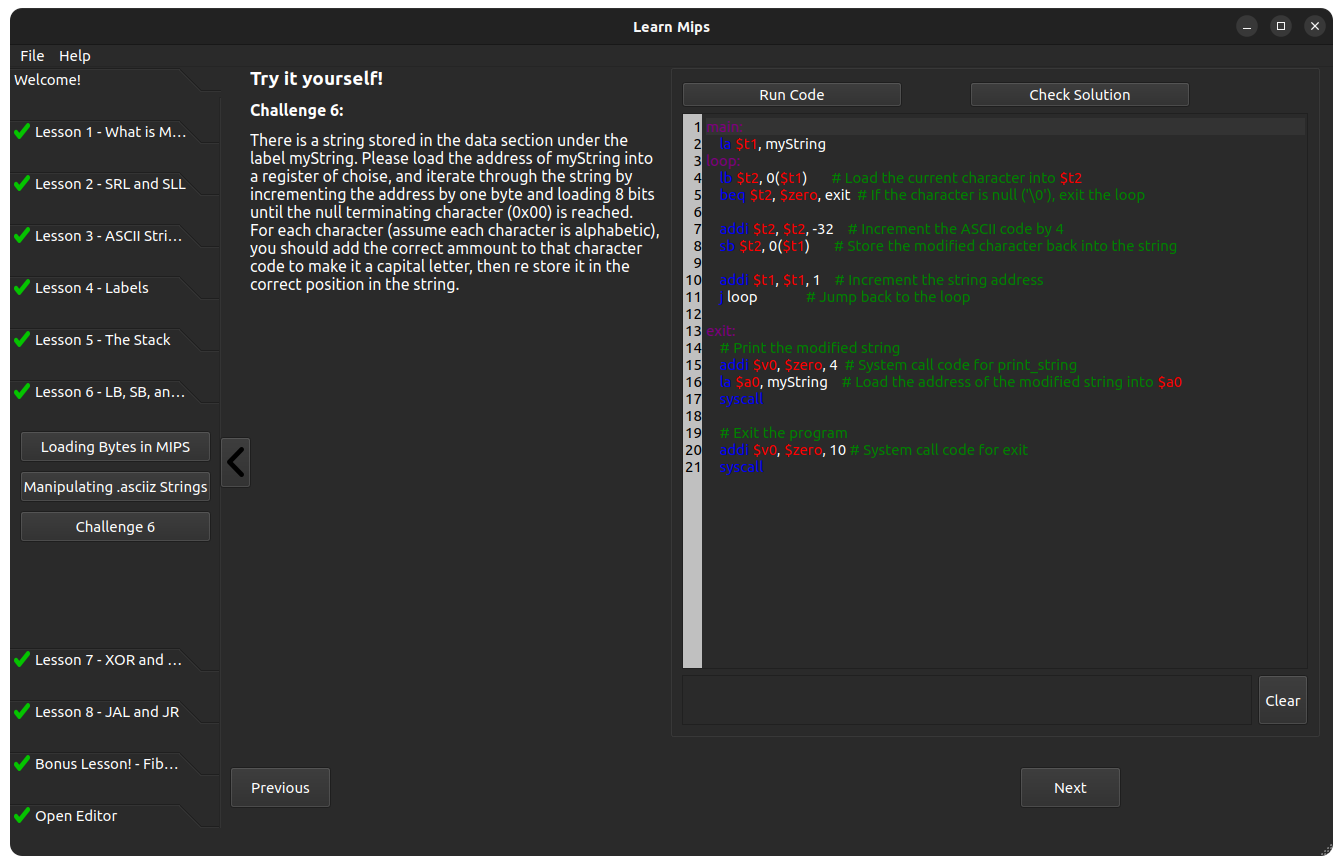 Learn Mips
File Help
Welcome!
Lesson 1 - What is M...
Lesson 2 - SRL and SLL
Lesson 3 - ASCII Stri...
Lesson 4 - Labels
Lesson 5 - The Stack
Lesson 6 - LB, SB, an...
Loading Bytes in MIPS
Manipulating .asciiz Strings
Challenge 6
Lesson 7 - XOR and ...
Lesson 8 - JAL and JR
Bonus Lesson! - Fib...
Open Editor
Try it yourself!
Challenge 6:
There is a string stored in the data section under the
label myString. Please load the address of myString into
a register of choise, and iterate through the string by
incrementing the address by one byte and loading 8 bits
until the null terminating character (0x00) is reached.
For each character (assume each character is alphabetic),
you should add the correct ammount to that character
code to make it a capital letter, then re store it in the
correct position in the string.
Previous
Run Code
Check Solution
1 main:
2 la $t1, myString
3 loop:
4 lb $t2, 0($t1) # Load the current character into $t2
5 beq $t2, $zero, exit # If the character is null ('\0'), exit the loop
6
7 addi $t2, $t2, -32 # Increment the ASCII code by 4
8 sb $t2, 0($t1) # Store the modified character back into the string
9
10 addi $t1, $t1, 1 # Increment the string address
11 j loop # Jump back to the loop
12
13 exit:
14 # Print the modified string
15 addi $v0, $zero, 4 # System call code for print_string
16 la $a0, myString # Load the address of the modified string into $a0
17 syscall
18
19 # Exit the program
20 addi $v0, $zero, 10 # System call code for exit
21 syscall
Clear
Next